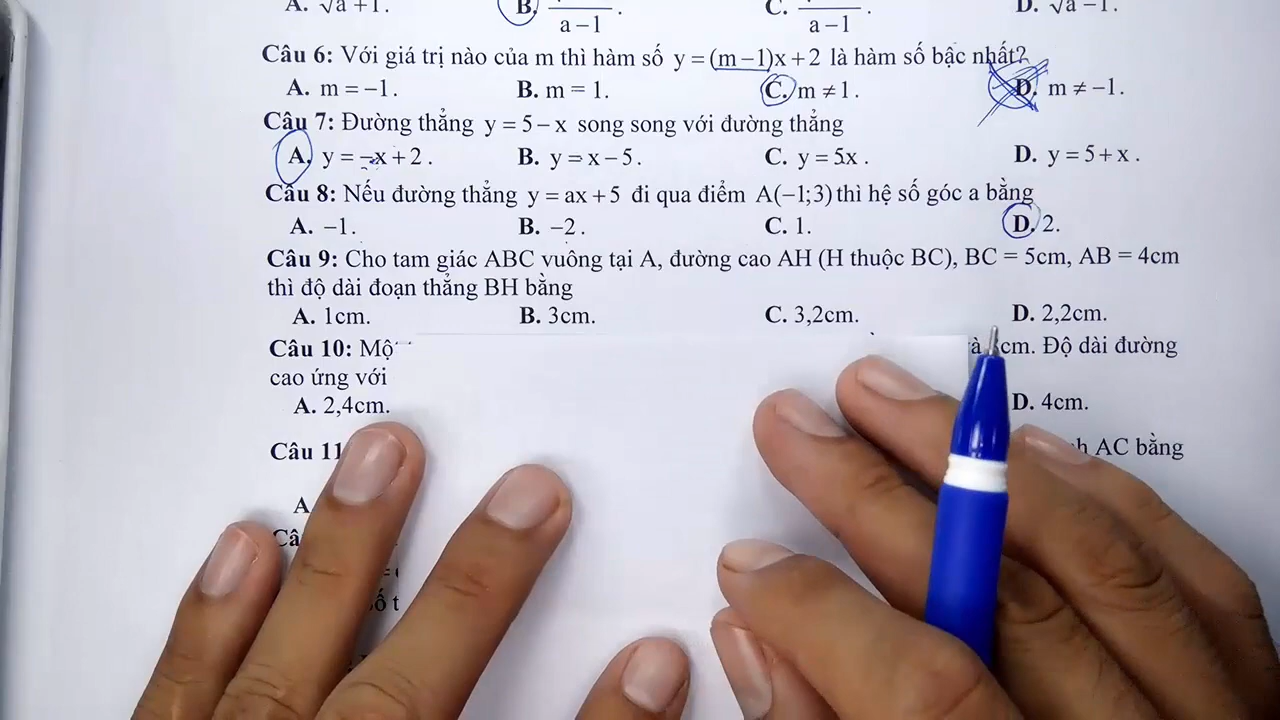 A. √a +1.
B. a−1 .
C. a−1 .
D. √a −1.
Câu 6: Với giá trị nào của m thì hàm số y=(m−1)x+2 là hàm số bậc nhất?
A. m = −1.
B. m = 1.
C. m ≠ 1.
D. m ≠ −1.
Câu 7: Đường thẳng y = 5−x song song với đường thẳng
A. y = −x + 2.
B. y = x − 5.
C. y = 5x.
D. y = 5+x.
Câu 8: Nếu đường thẳng y = ax+5 đi qua điểm A(−1;3) thì hệ số góc a bằng
A. −1.
B. −2.
C. 1.
D. 2.
Câu 9: Cho tam giác ABC vuông tại A, đường cao AH (H thuộc BC), BC = 5cm, AB = 4cm
thì độ dài đoạn thẳng BH bằng
A. 1cm.
B. 3cm.
C. 3,2cm.
D. 2,2cm.
Câu 10: cm. Độ dài đường
cao ứng với
A. 2,4cm.
D. 4cm.
Câu 11 AC bằng
A